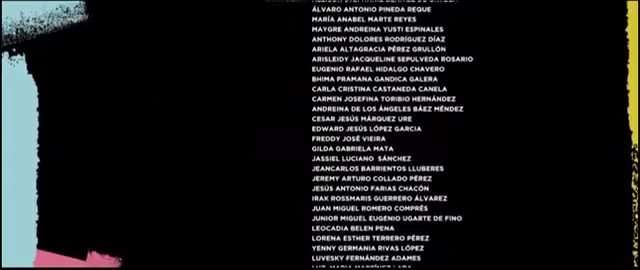 ÁLVARO ANTONIO PINEDA REQUE
MARÍA ANABEL MARTE REYES
MAYGRE ANDREINA YUSTI ESPINALES
ANTHONY DOLORES RODRÍGUEZ DÍAZ
ARIELA ALTAGRACIA PÉREZ GRULLÓN
ARISLEIDY JACQUELINE SEPULVEDA ROSARIO
EUGENIO RAFAEL HIDALGO CHAVERO
BHIMA PRAMANA GANDICA GALERA
CARLA CRISTINA CASTANEDA CANELA
CARMEN JOSEFINA TORIBIO HERNÁNDEZ
ANDREINA DE LOS ÁNGELES BÁEZ MÉNDEZ
CESAR JESÚS MÁRQUEZ URE
EDWARD JESÚS LÓPEZ GARCIA
FREDDY JOSÉ VIEIRA
GILDA GABRIELA MATA
JASSIEL LUCIANO SÁNCHEZ
JEANCARLOS BARRIENTOS LLUBERES
JEREMY ARTURO COLLADO PÉREZ
JESÚS ANTONIO FARIAS CHACÓN
IRAK ROSSMARIS GUERRERO ÁLVAREZ
JUAN MIGUEL ROMERO COMPRÉS
JUNIOR MIGUEL EUGENIO UGARTE DE FINO
LEOCADIA BELEN PENA
LORENA ESTHER TERRERO PÉREZ
YENNY GERMANIA RIVAS LÓPEZ
LUVESKY FERNÁNDEZ ADAMES